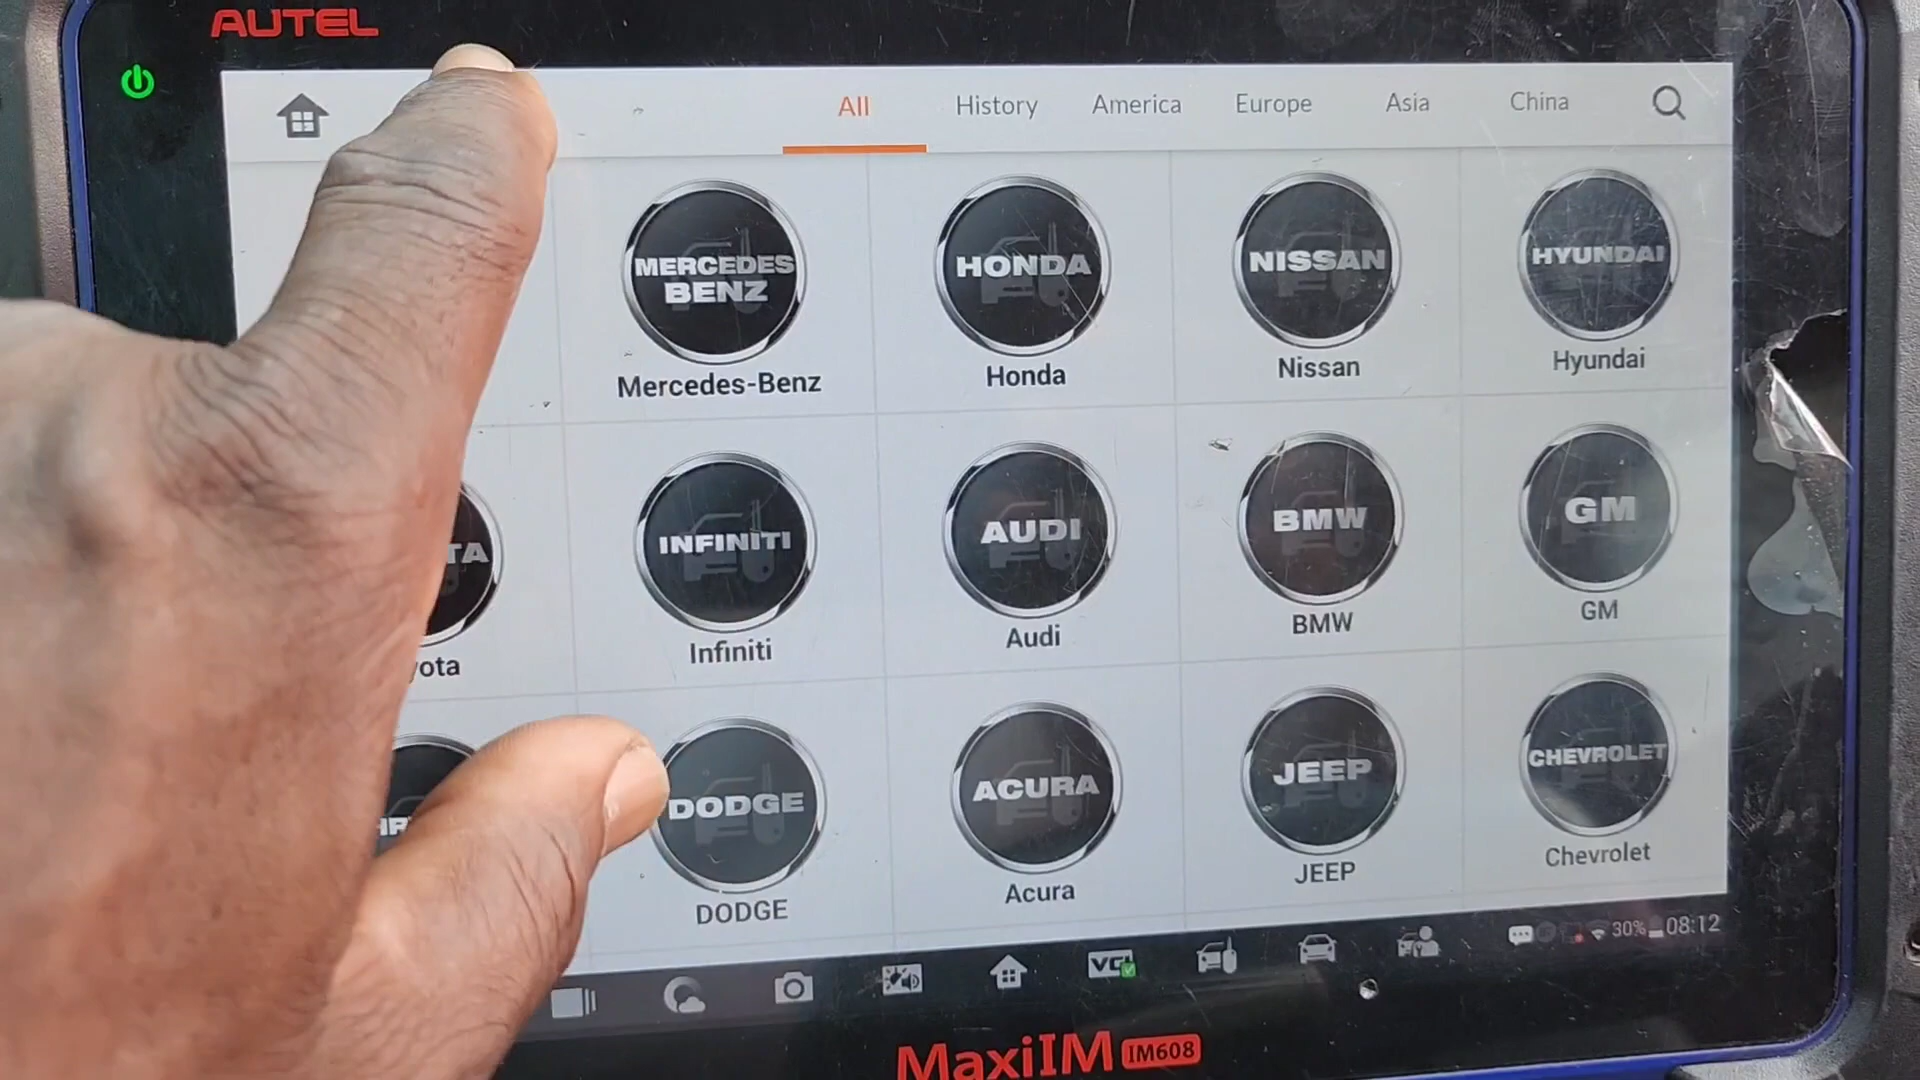 AUTEL
All History America Europe Asia China
MERCEDES BENZ HONDA NISSAN HYUNDAI
Mercedes-Benz Honda Nissan Hyundai
TA INFINITI AUDI BMW GM
ota Infiniti Audi BMW GM
DODGE ACURA JEEP CHEVROLET
DODGE Acura JEEP Chevrolet
VCI 30% 08:12
MaxiIM IM608